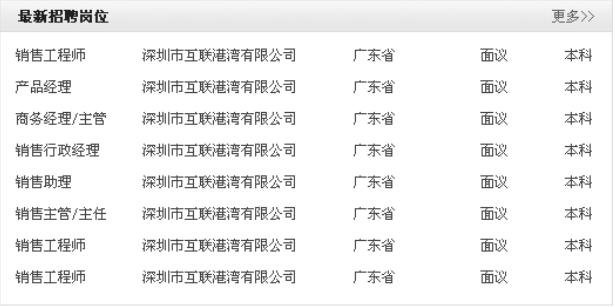 最新招聘岗位 更多>>
销售工程师 深圳市互联港湾有限公司 广东省 面议 本科
产品经理 深圳市互联港湾有限公司 广东省 面议 本科
商务经理/主管 深圳市互联港湾有限公司 广东省 面议 本科
销售行政经理 深圳市互联港湾有限公司 广东省 面议 本科
销售助理 深圳市互联港湾有限公司 广东省 面议 本科
销售主管/主任 深圳市互联港湾有限公司 广东省 面议 本科
销售工程师 深圳市互联港湾有限公司 广东省 面议 本科
销售工程师 深圳市互联港湾有限公司 广东省 面议 本科